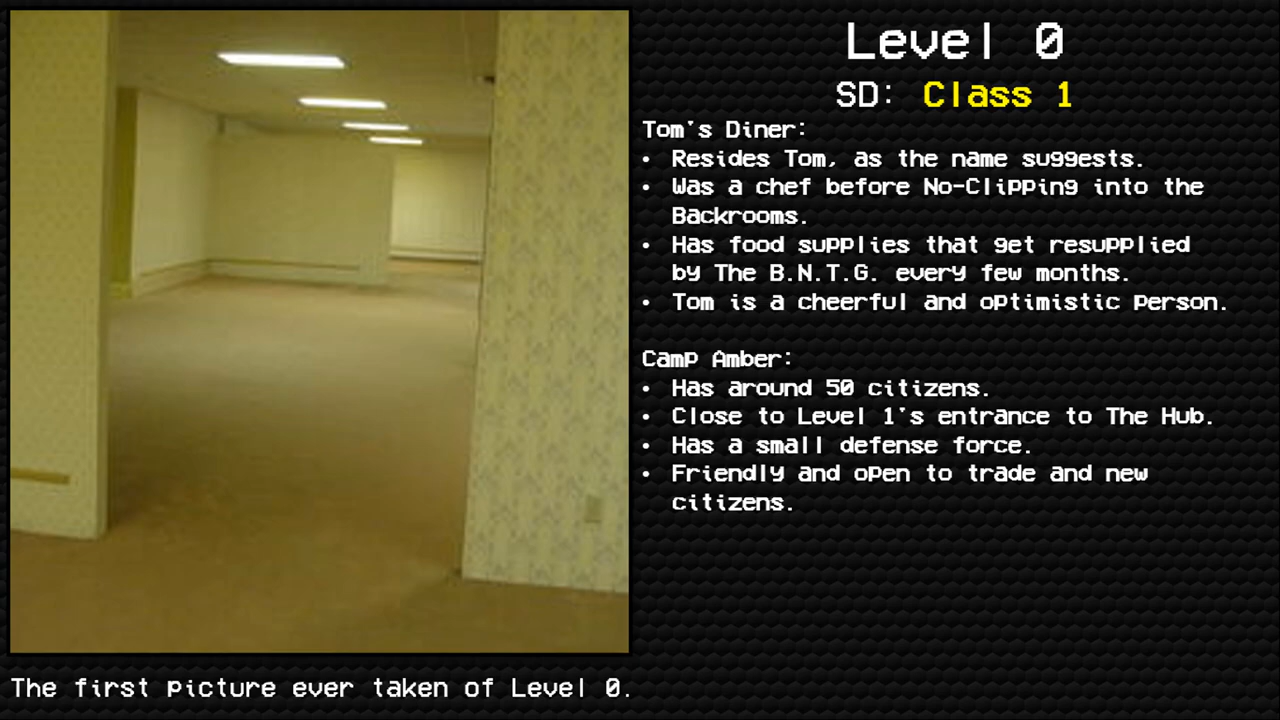 Level 0
SD: Class 1
Tom's Diner:
• Resides Tom, as the name suggests.
• Was a chef before No-Clipping into the
Backrooms.
• Has food supplies that get resupplied
by The B.N.T.G. every few months.
• Tom is a cheerful and optimistic person.
Camp Amber:
• Has around 50 citizens.
• Close to Level 1's entrance to The Hub.
• Has a small defense force.
• Friendly and open to trade and new
citizens.
The first picture ever taken of Level 0.